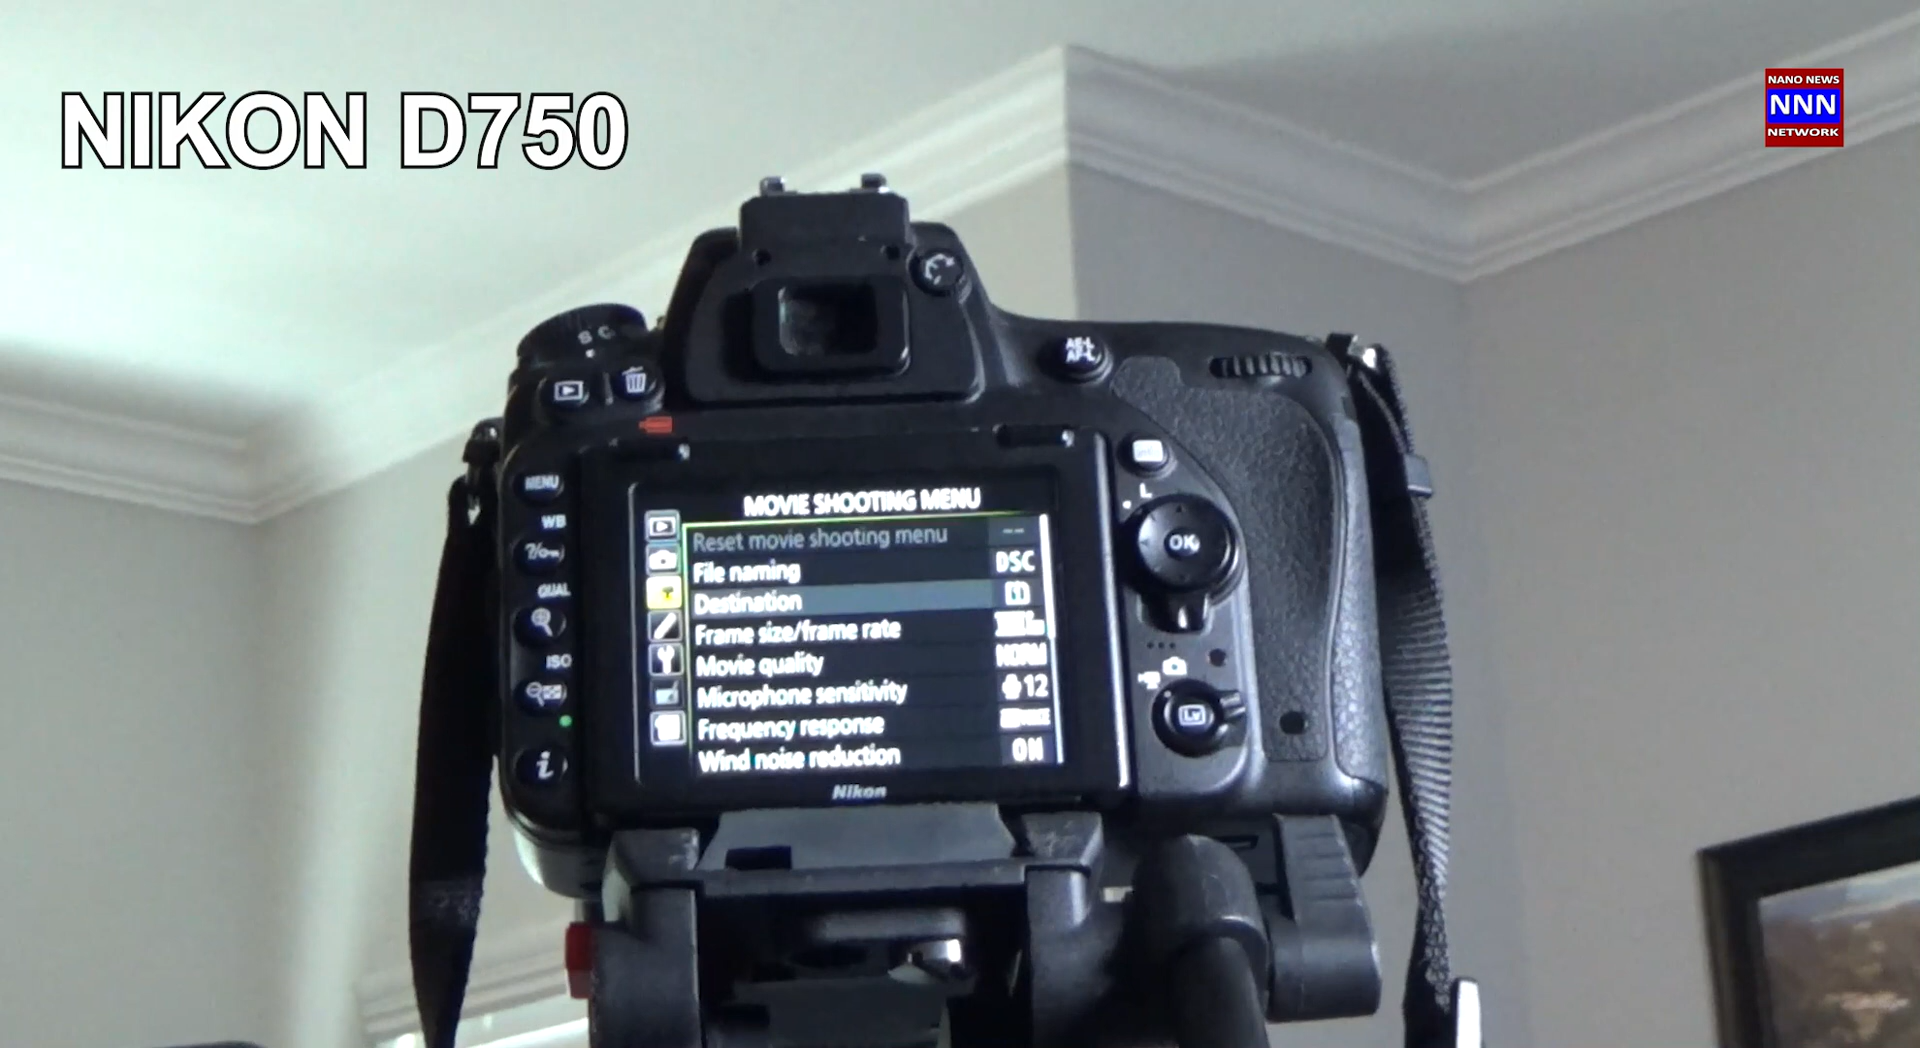 NIKON D750
NANO NEWS
NNN
NETWORK
S C
AE-L
AF-L
MENU
WB
QUAL
ISO
i
L
OK
Lv
MOVIE SHOOTING MENU
Reset movie shooting menu --
File naming DSC
Destination
Frame size/frame rate
Movie quality NORM
Microphone sensitivity 12
Frequency response
Wind noise reduction ON
Nikon